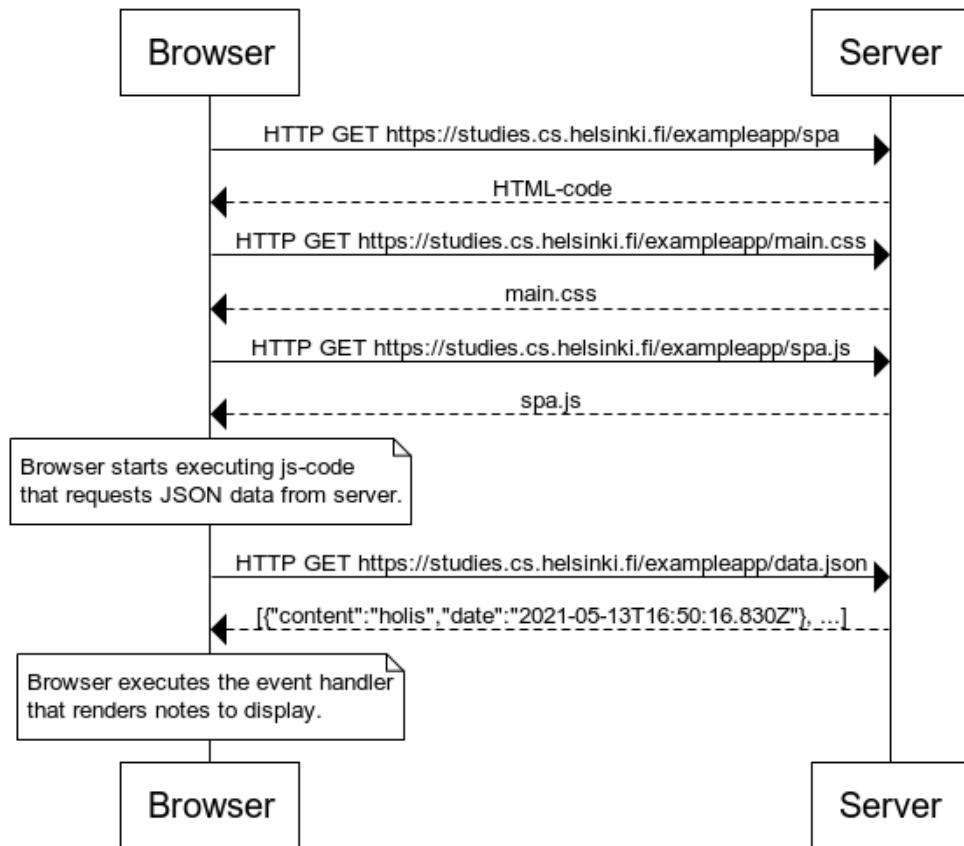 Browser
Server
HTTP GET https://studies.cs.helsinki.fi/exampleapp/spa
HTML-code
HTTP GET https://studies.cs.helsinki.fi/exampleapp/main.css
main.css
HTTP GET https://studies.cs.helsinki.fi/exampleapp/spa.js
spa.js
Browser starts executing js-code
that requests JSON data from server.
HTTP GET https://studies.cs.helsinki.fi/exampleapp/data.json
[{"content":"holis","date":"2021-05-13T16:50:16.830Z"}, ...]
Browser executes the event handler
that renders notes to display.
Browser
Server